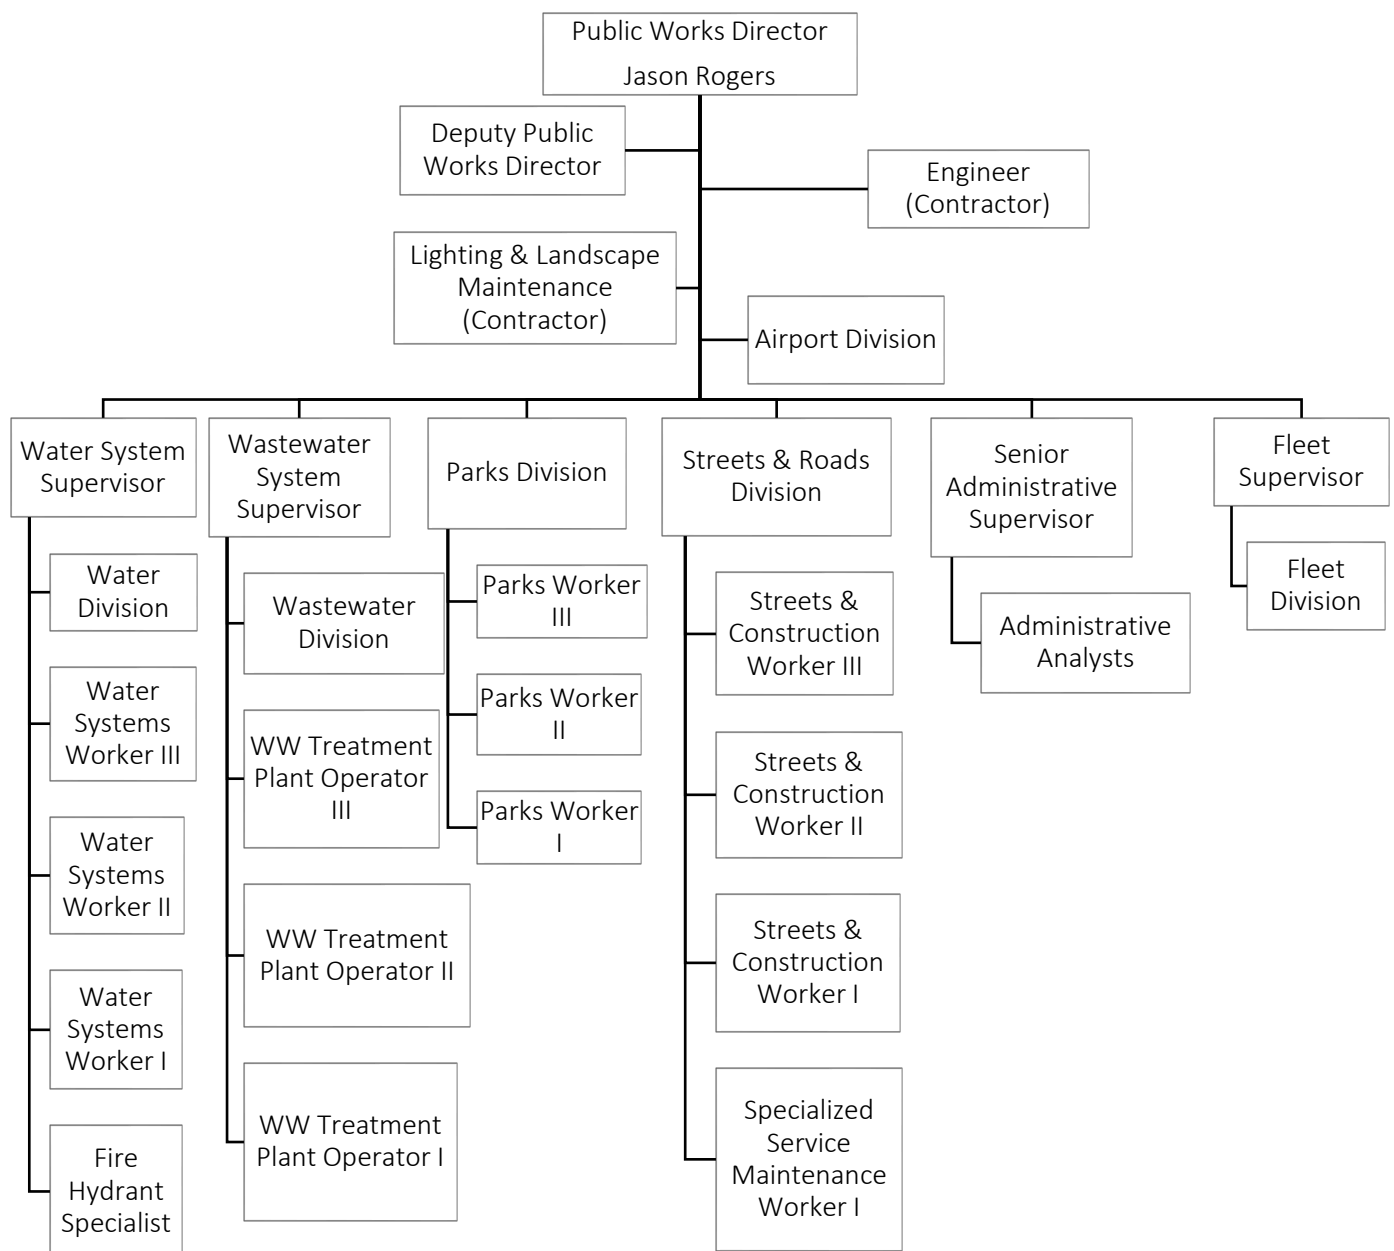 Public Works Director
Jason Rogers
Deputy Public
Works Director
Engineer
(Contractor)
Lighting & Landscape
Maintenance
(Contractor)
Airport Division
Water System
Supervisor
Water
Division
Water
Systems
Worker III
Water
Systems
Worker II
Water
Systems
Worker I
Fire
Hydrant
Specialist
Wastewater
System
Supervisor
Wastewater
Division
WW Treatment
Plant Operator
III
WW Treatment
Plant Operator II
WW Treatment
Plant Operator I
Parks Division
Parks Worker
III
Parks Worker
II
Parks Worker
I
Streets & Roads
Division
Streets &
Construction
Worker III
Streets &
Construction
Worker II
Streets &
Construction
Worker I
Specialized
Service
Maintenance
Worker I
Senior
Administrative
Supervisor
Administrative
Analysts
Fleet
Supervisor
Fleet
Division